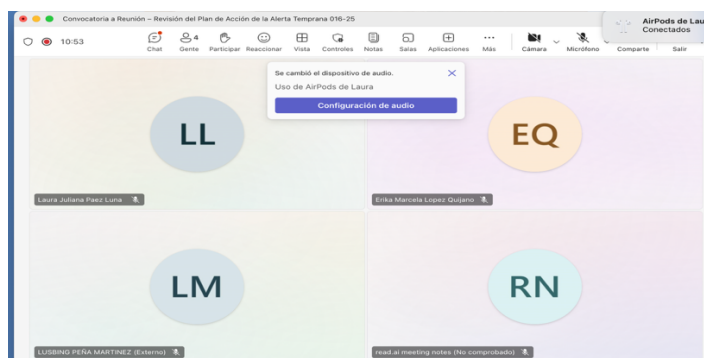 Convocatoria a Reunión – Revisión del Plan de Acción de la Alerta Temprana 016-25
AirPods de Lau
Conectados
10:53
4
Chat Gente Participar Reaccionar Vista Controles Notas Salas Aplicaciones Más Cámara Micrófono Comparte Salir
Se cambió el dispositivo de audio.
Uso de AirPods de Laura
Configuración de audio
LL
EQ
Laura Juliana Paez Luna
Erika Marcela Lopez Quijano
LM
RN
LUSBING PEÑA MARTINEZ (Externo)
read.ai meeting notes (No comprobado)